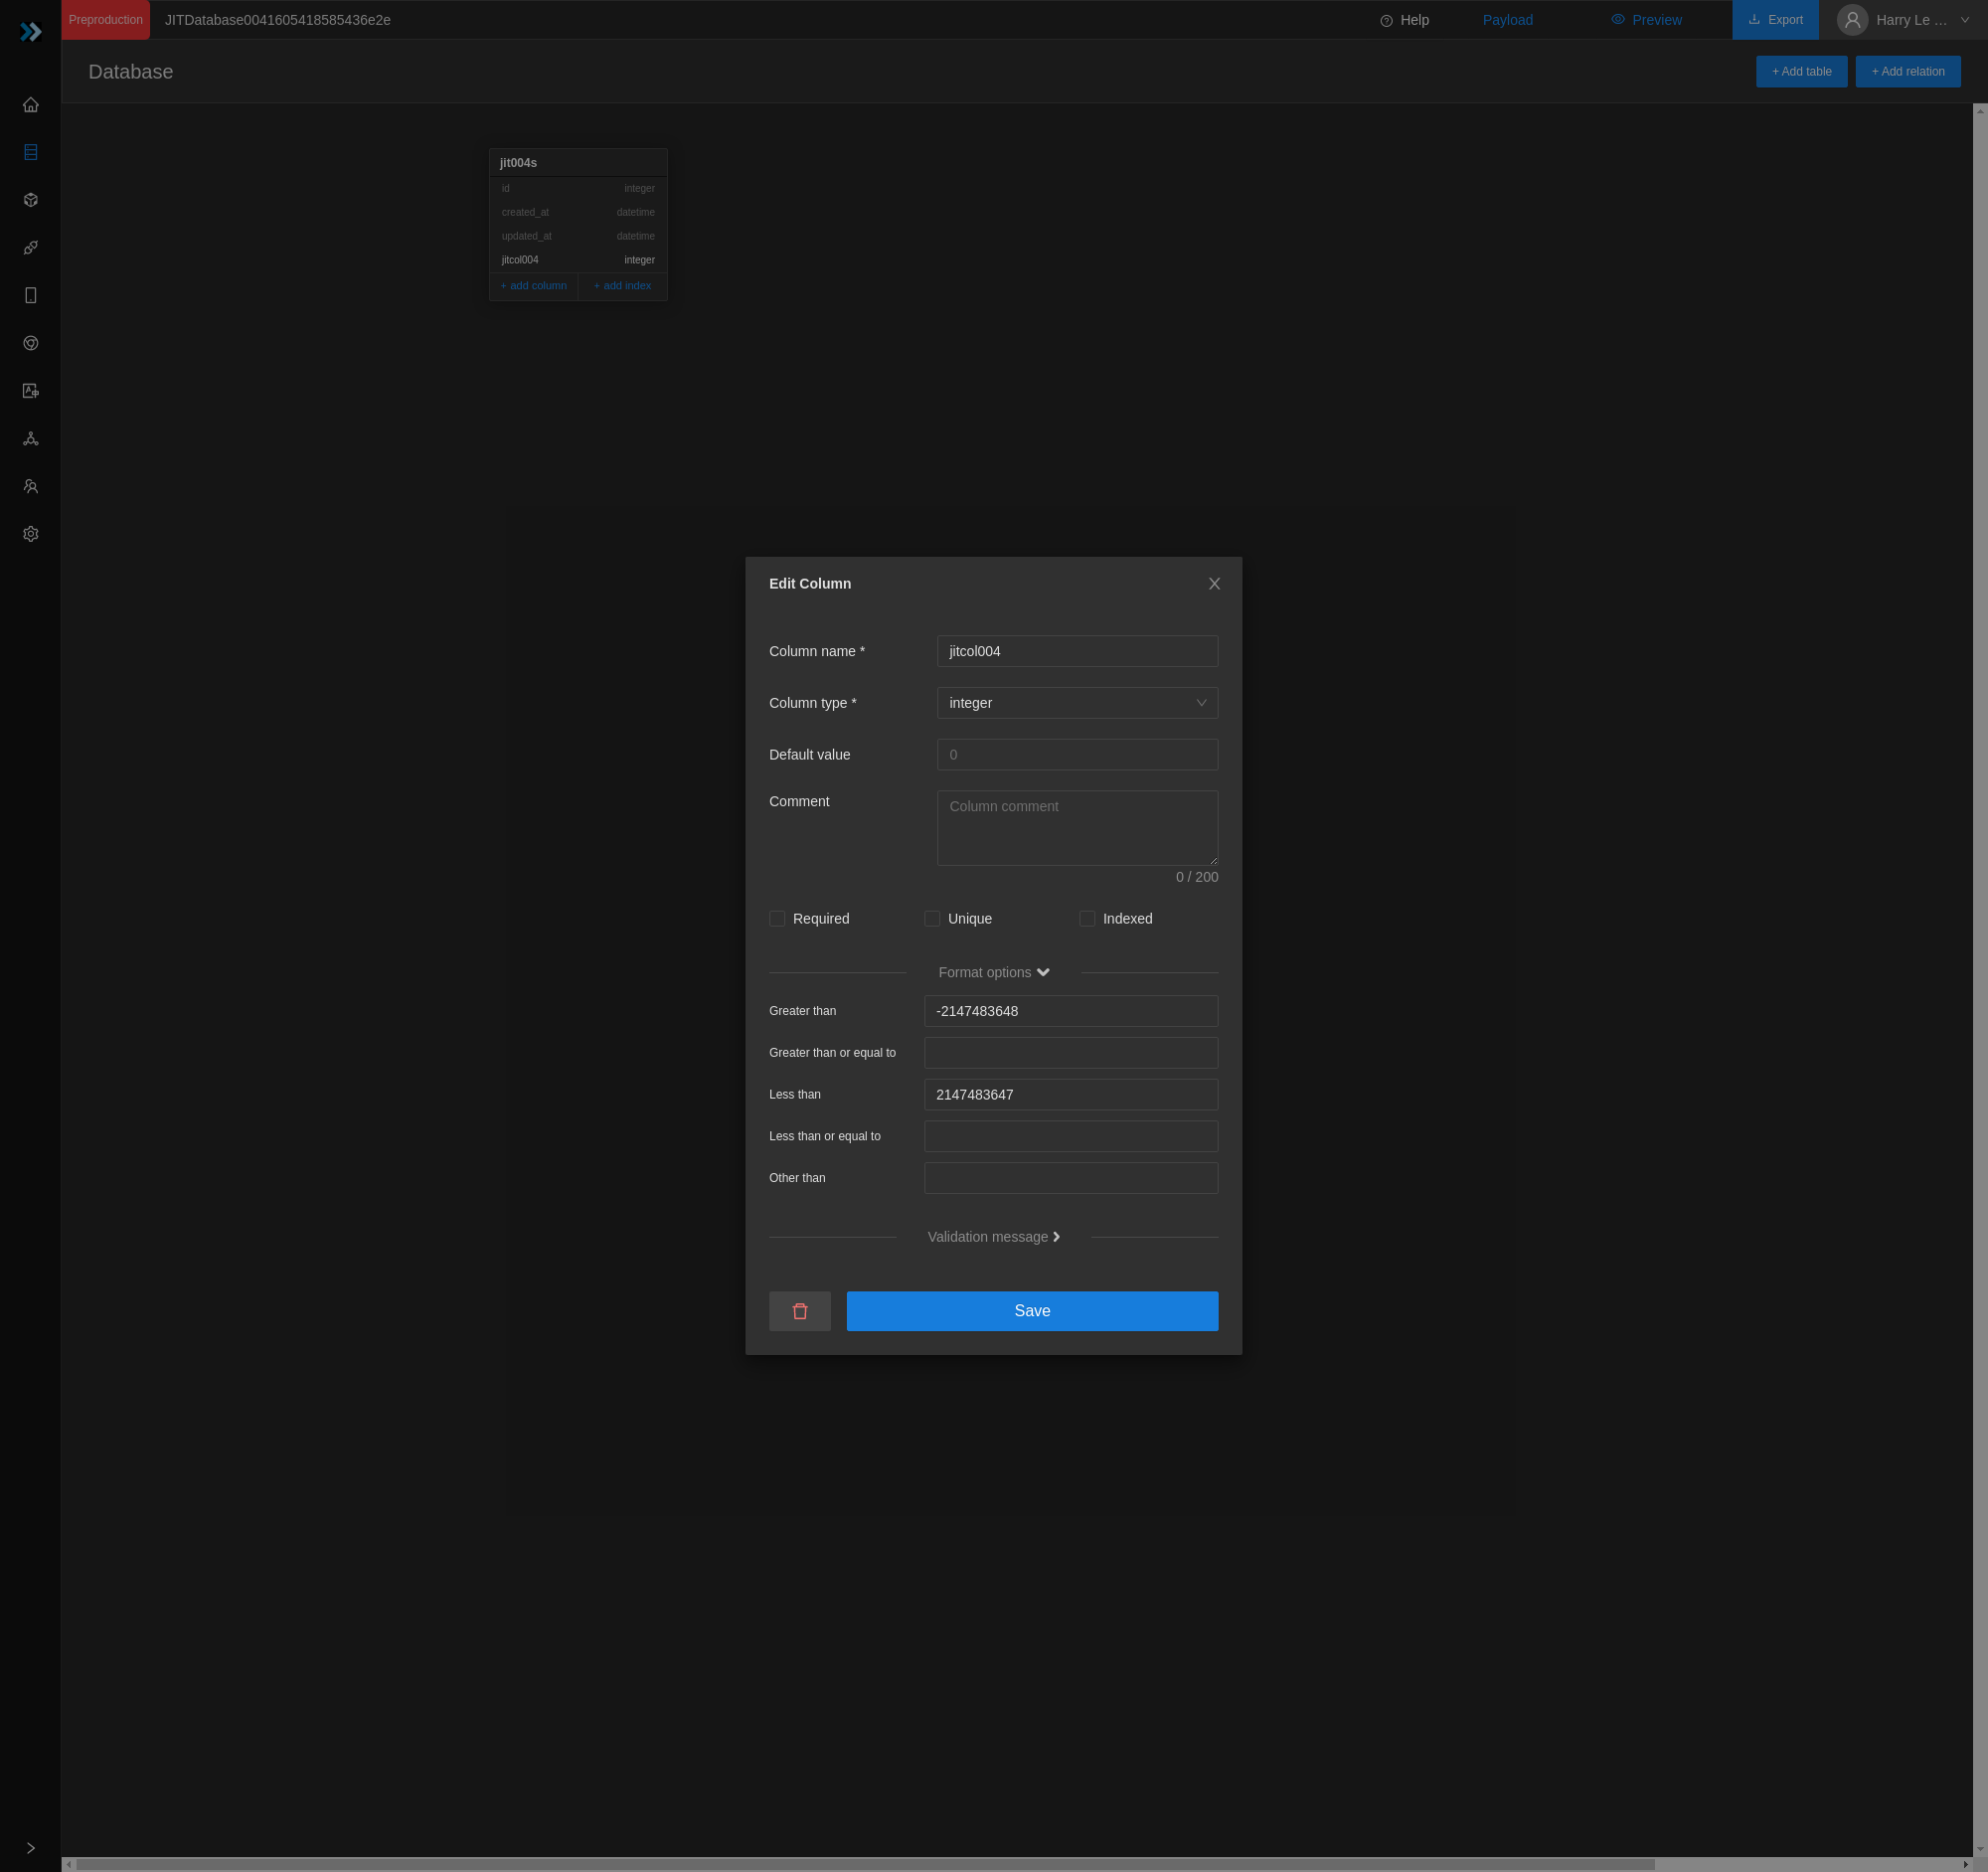 Preproduction JITDatabase0041605418585436e2e Help Payload Preview Export Harry Le ...
Database + Add table + Add relation
jit004s
id integer
created_at datetime
updated_at datetime
jitcol004 integer
+ add column + add index
Edit Column
Column name * jitcol004
Column type * integer
Default value 0
Comment Column comment
0 / 200
Required Unique Indexed
Format options
Greater than -2147483648
Greater than or equal to
Less than 2147483647
Less than or equal to
Other than
Validation message
Save